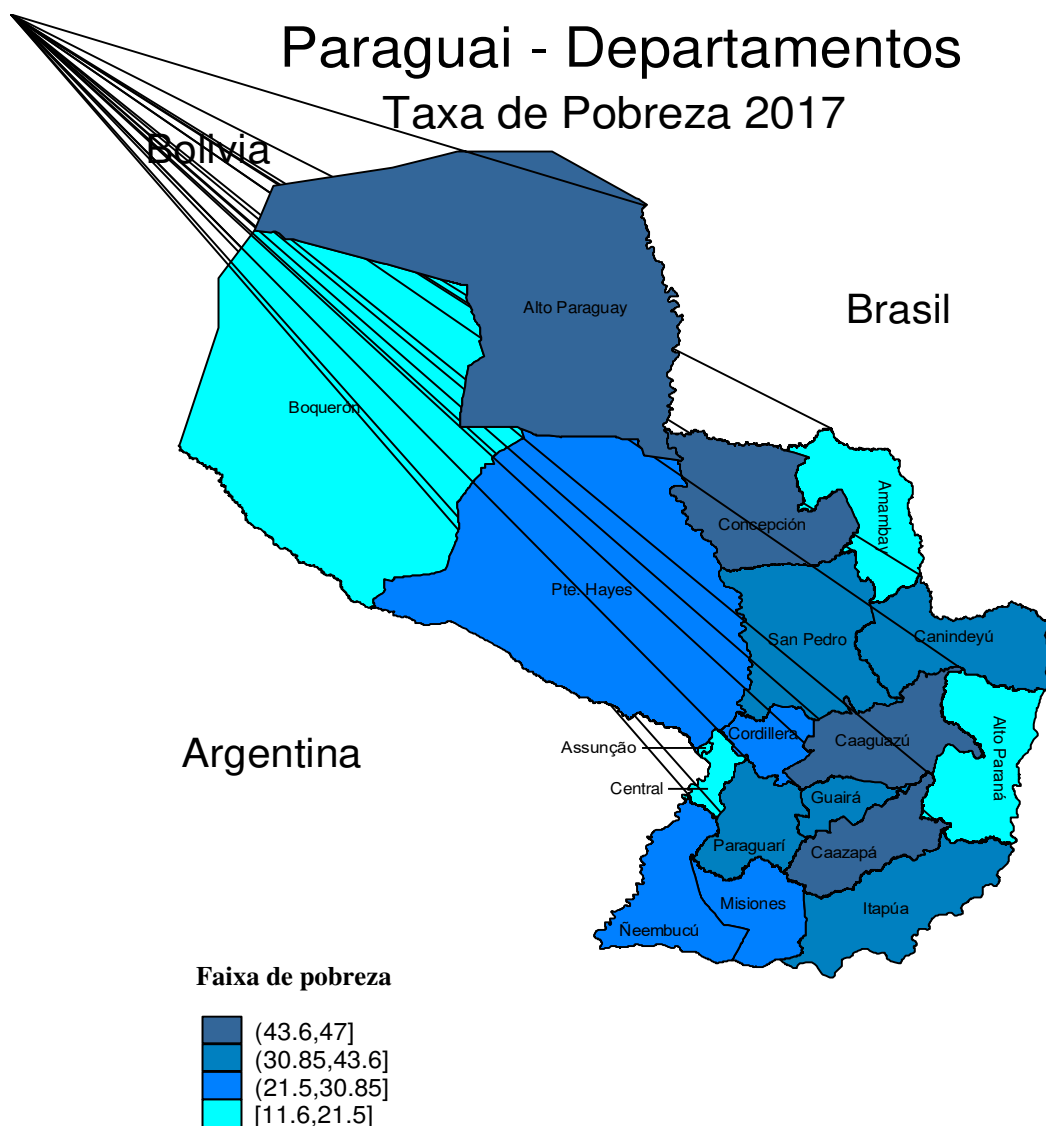 Paraguai - Departamentos
Taxa de Pobreza 2017
Bolivia
Alto Paraguay
Brasil
Boquerón
Amambay
Concepción
Pte. Hayes
San Pedro
Canindeyú
Cordillera
Assunção
Caaguazú
Alto Paraná
Argentina
Central
Guairá
Paraguarí
Caazapá
Misiones
Itapúa
Ñeembucú
Faixa de pobreza
(43.6,47]
(30.85,43.6]
(21.5,30.85]
[11.6,21.5]